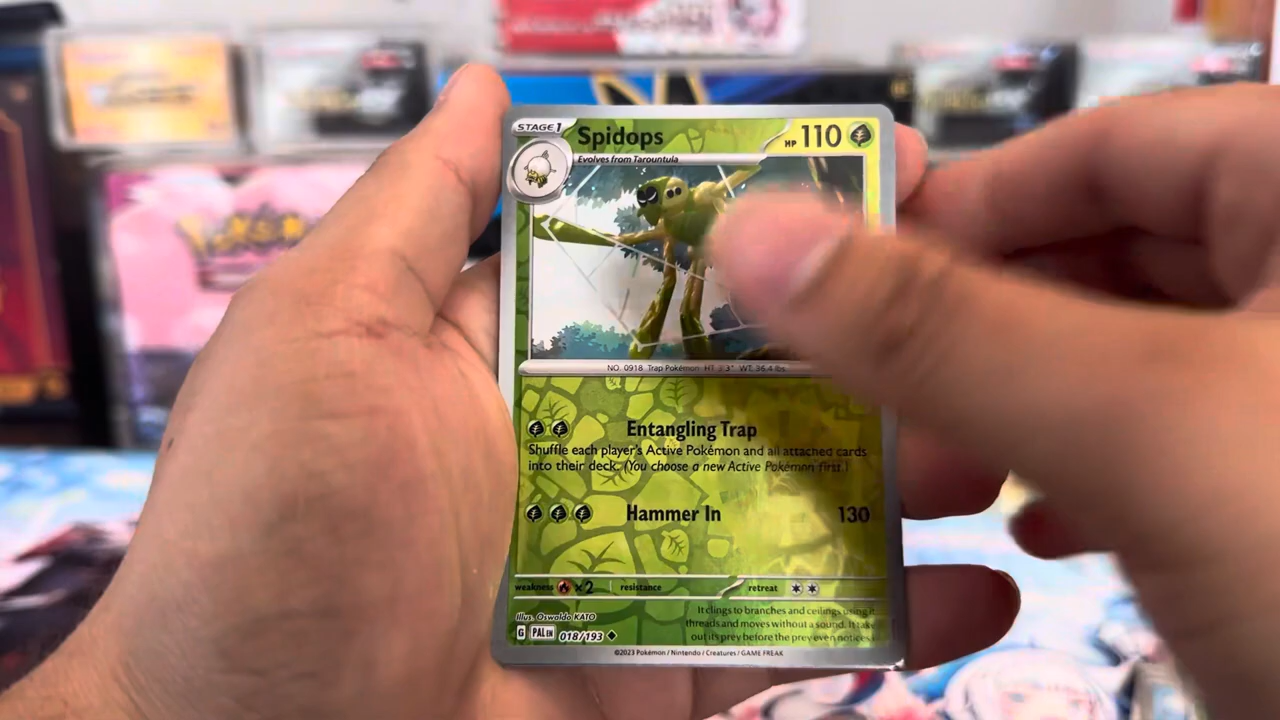 STAGE 1
Spidops
HP 110
Evolves from Tarountula
NO. 0918 Trap Pokémon HT 3'3" WT. 36.4 lbs.
Entangling Trap
Shuffle each player's Active Pokémon and all attached cards
into their deck. (You choose a new Active Pokémon first.)
Hammer In 130
weakness ×2 resistance retreat
Illus. Oswaldo KATO
It clings to branches and ceilings using its
threads and moves without a sound. It takes
out its prey before the prey even notices it.
G PAL EN 018/193
©2023 Pokémon / Nintendo / Creatures / GAME FREAK